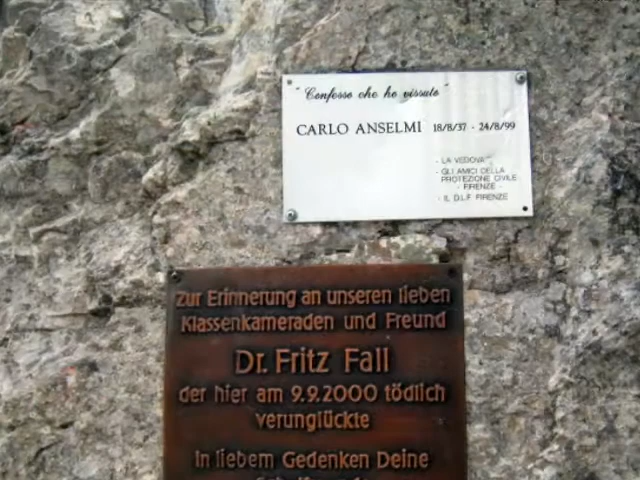 "Confesso che ho vissuto"
CARLO ANSELMI 18/8/37 - 24/8/99
- LA VEDOVA
- GLI AMICI DELLA
PROTEZIONE CIVILE
- FIRENZE -
- IL D.L.F FIRENZE
Zur Erinnerung an unseren lieben
Klassenkameraden und Freund
Dr. Fritz Fall
der hier am 9.9.2000 tödlich
verunglückte
In liebem Gedenken Deine